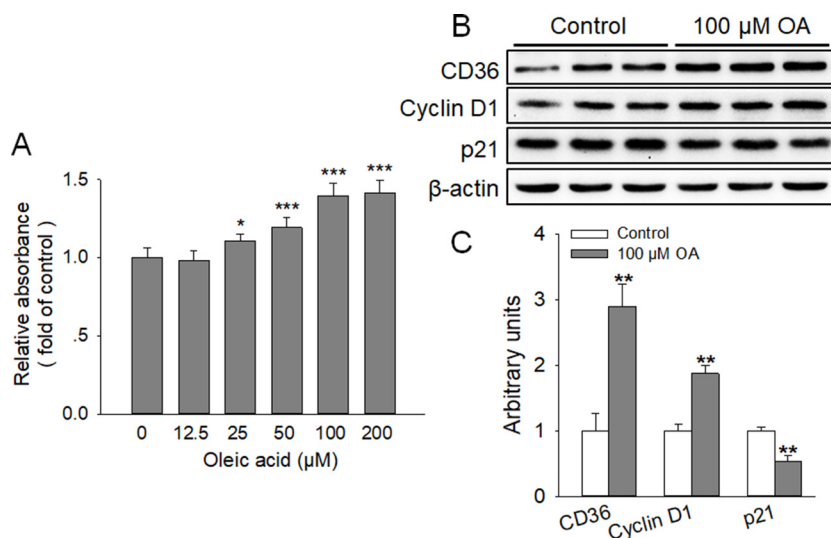 A
Relative absorbance
( fold of control )
1.5
1.0
.5
0.0
*
***
***
***
0 12.5 25 50 100 200
Oleic acid (µM)
B
Control 100 µM OA
CD36
Cyclin D1
p21
β-actin
C
Control
100 µM OA
Arbitrary units
4
3
2
1
0
**
**
**
CD36 Cyclin D1 p21